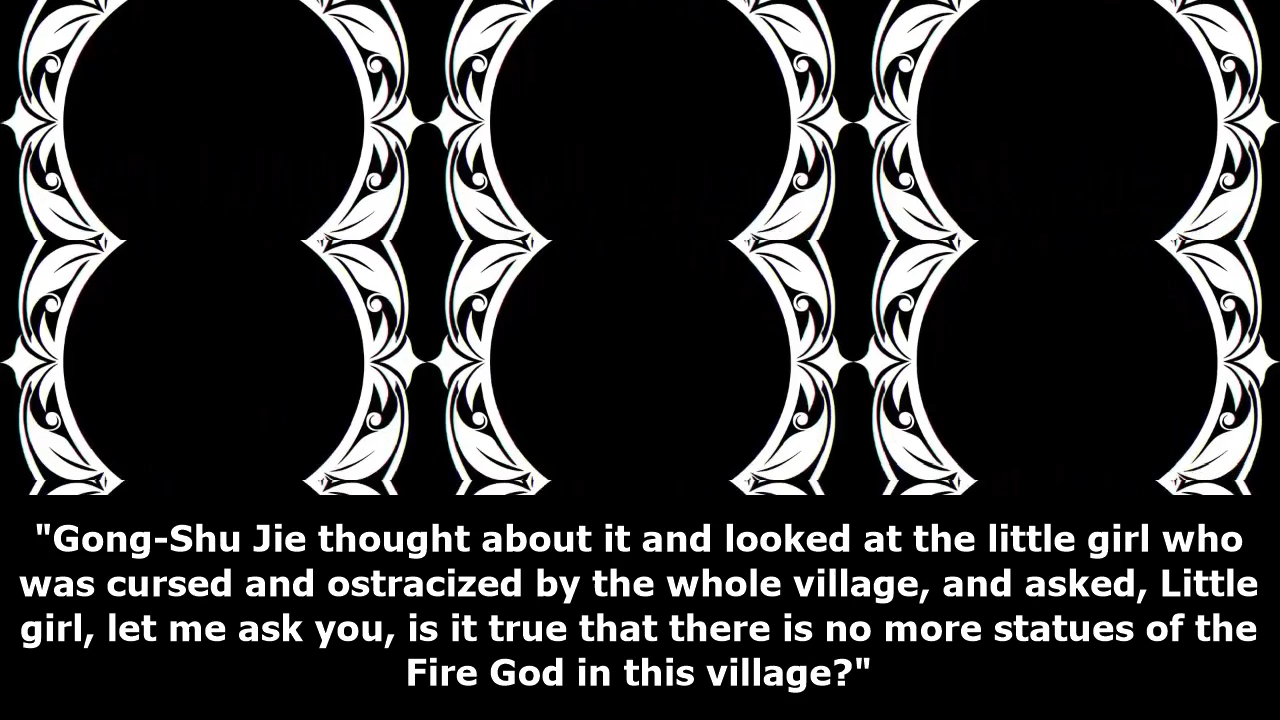 "Gong-Shu Jie thought about it and looked at the little girl who
was cursed and ostracized by the whole village, and asked, Little
girl, let me ask you, is it true that there is no more statues of the
Fire God in this village?"